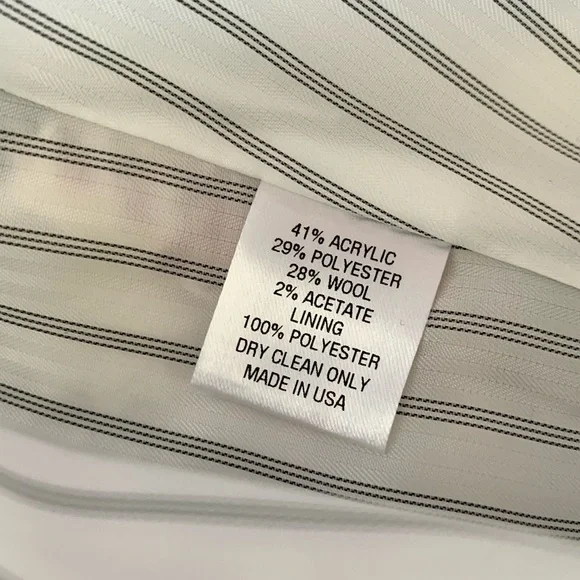 41% ACRYLIC
29% POLYESTER
28% WOOL
2% ACETATE
LINING
100% POLYESTER
DRY CLEAN ONLY
MADE IN USA